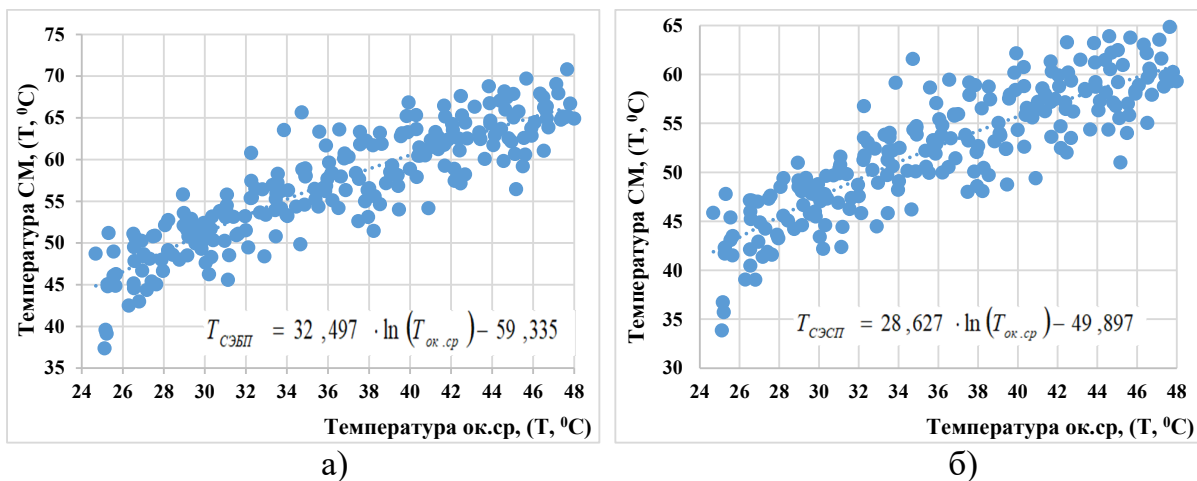 Температура СМ, (Т, ⁰С)
75
70
65
60
55
50
45
40
35
T_СЭБП = 32 ,497 · ln(T_ок .ср) − 59 ,335
24 26 28 30 32 34 36 38 40 42 44 46 48
Температура ок.ср, (Т, ⁰С)
а)
Температура СМ, (Т, ⁰С)
65
60
55
50
45
40
35
30
T_СЭСП = 28 ,627 · ln(T_ок .ср) − 49 ,897
24 26 28 30 32 34 36 38 40 42 44 46 48
Температура ок.ср, (Т, ⁰С)
б)